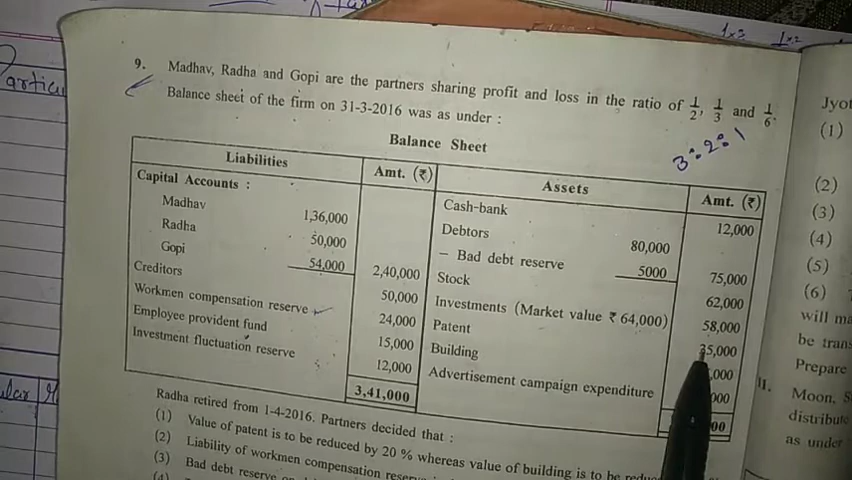 9. Madhav, Radha and Gopi are the partners sharing profit and loss in the ratio of 1/2, 1/3 and 1/6.
Balance sheet of the firm on 31-3-2016 was as under :
3:2:1
Balance Sheet
Liabilities Amt. (₹) Assets Amt. (₹)
Capital Accounts : Cash-bank 12,000
Madhav 1,36,000 Debtors 80,000
Radha 50,000 – Bad debt reserve 5000 75,000
Gopi 54,000 2,40,000 Stock 62,000
Creditors 50,000 Investments (Market value ₹ 64,000) 58,000
Workmen compensation reserve 24,000 Patent 35,000
Employee provident fund 15,000 Building ,000
Investment fluctuation reserve 12,000 Advertisement campaign expenditure 000
3,41,000 00
Radha retired from 1-4-2016. Partners decided that :
(1) Value of patent is to be reduced by 20 % whereas value of building is to be
(2) Liability of workmen compensation
(3) Bad debt reserve
(4)
Jyot
(1)
(2)
(3)
(4)
(5)
(6)
will ma
be trans
Prepare
Moon, S
distribute
as under